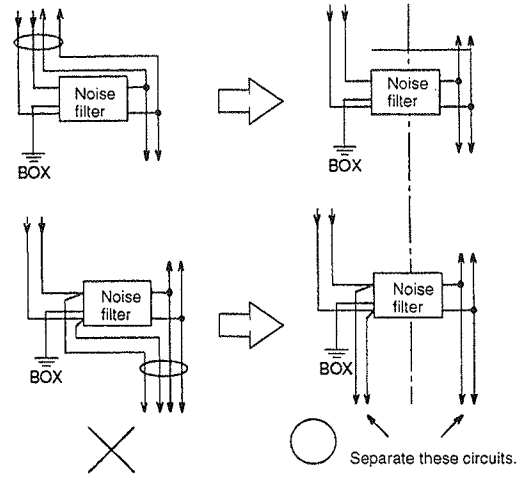 Noise
filter
BOX
Noise
filter
BOX
Noise
filter
BOX
Noise
filter
BOX
Separate these circuits.